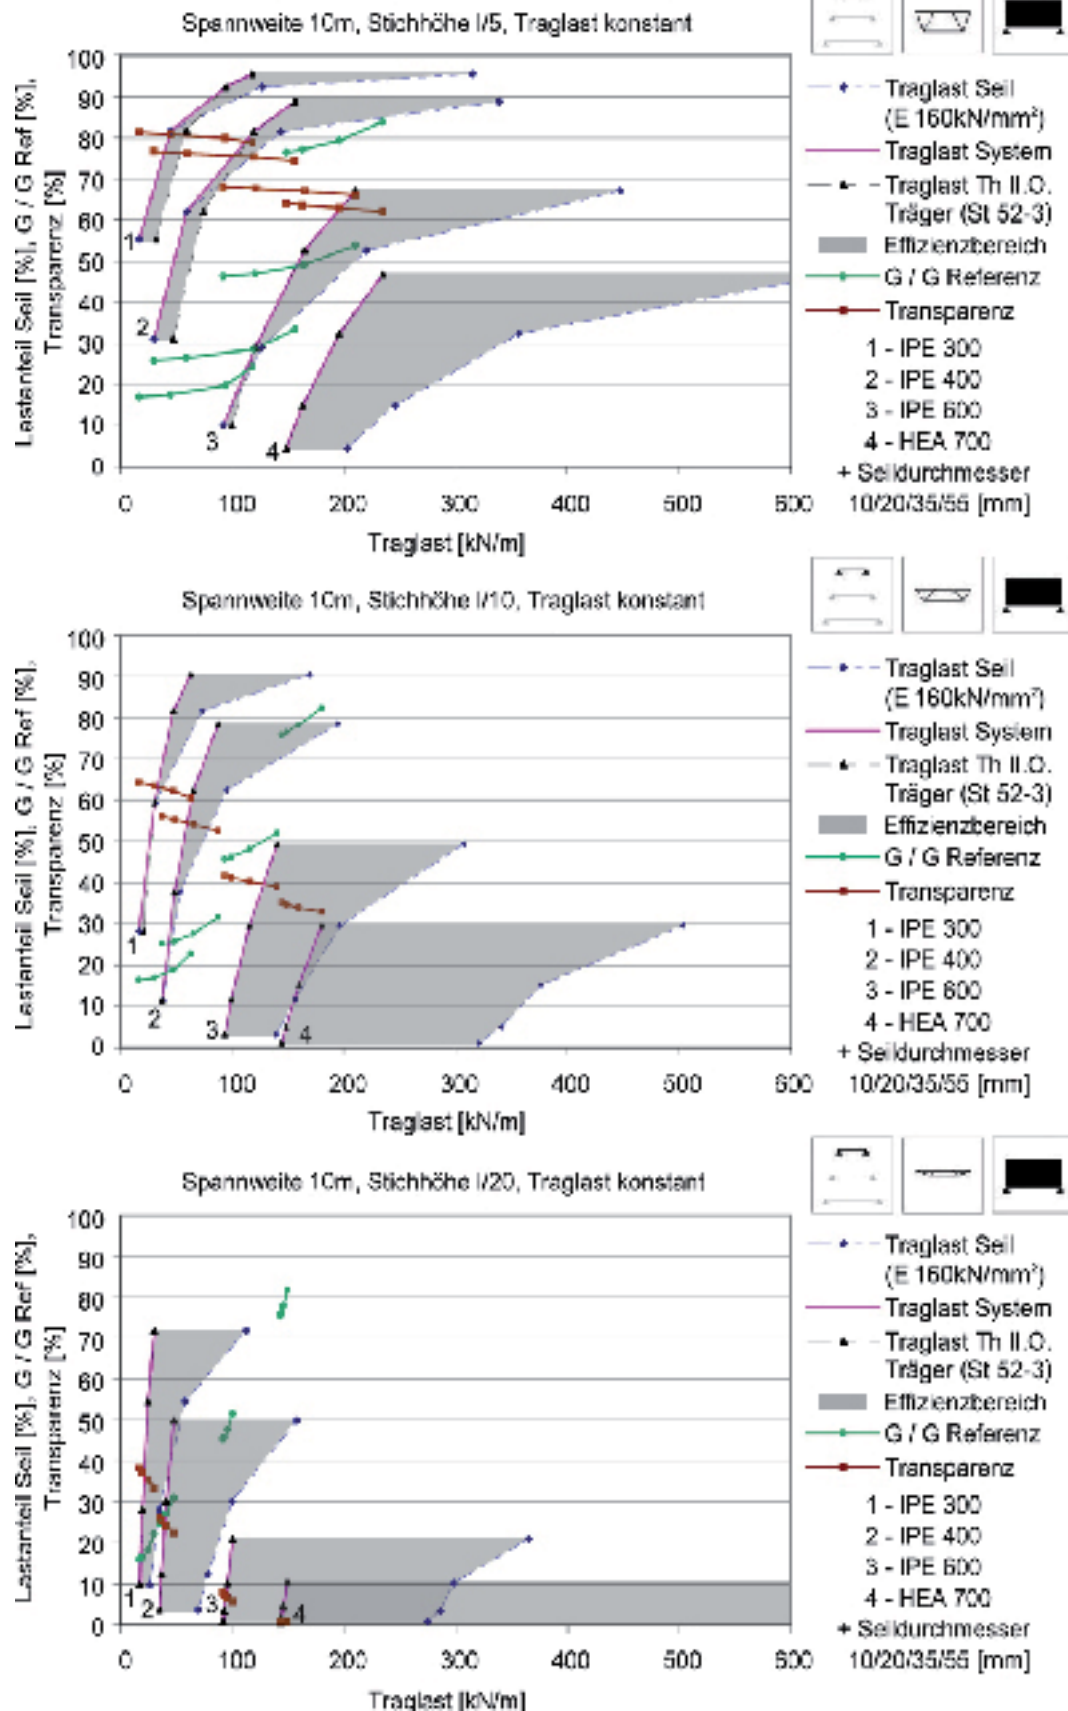 Spannweite 10m, Stichhöhe l/5, Traglast konstant
Lastanteil Seil [%], G / G Ref [%],
Transparenz [%]
100
90
80
70
60
50
40
30
20
10
0
1
2
3
4
0 100 200 300 400 500 600
Traglast [kN/m]
Traglast Seil
(E 160kN/mm²)
Traglast System
Traglast Th II.O.
Träger (St 52-3)
Effizienzbereich
G / G Referenz
Transparenz
1 - IPE 300
2 - IPE 400
3 - IPE 600
4 - HEA 700
+ Seildurchmesser
10/20/35/55 [mm]
Spannweite 10m, Stichhöhe l/10, Traglast konstant
Lastanteil Seil [%], G / G Ref [%],
Transparenz [%]
100
90
80
70
60
50
40
30
20
10
0
1
2
3
4
0 100 200 300 400 500 600
Traglast [kN/m]
Traglast Seil
(E 160kN/mm²)
Traglast System
Traglast Th II.O.
Träger (St 52-3)
Effizienzbereich
G / G Referenz
Transparenz
1 - IPE 300
2 - IPE 400
3 - IPE 600
4 - HEA 700
+ Seildurchmesser
10/20/35/55 [mm]
Spannweite 10m, Stichhöhe l/20, Traglast konstant
Lastanteil Seil [%], G / G Ref [%],
Transparenz [%]
100
90
80
70
60
50
40
30
20
10
0
1
2
3
4
0 100 200 300 400 500 600
Traglast [kN/m]
Traglast Seil
(E 160kN/mm²)
Traglast System
Traglast Th II.O.
Träger (St 52-3)
Effizienzbereich
G / G Referenz
Transparenz
1 - IPE 300
2 - IPE 400
3 - IPE 600
4 - HEA 700
+ Seildurchmesser
10/20/35/55 [mm]